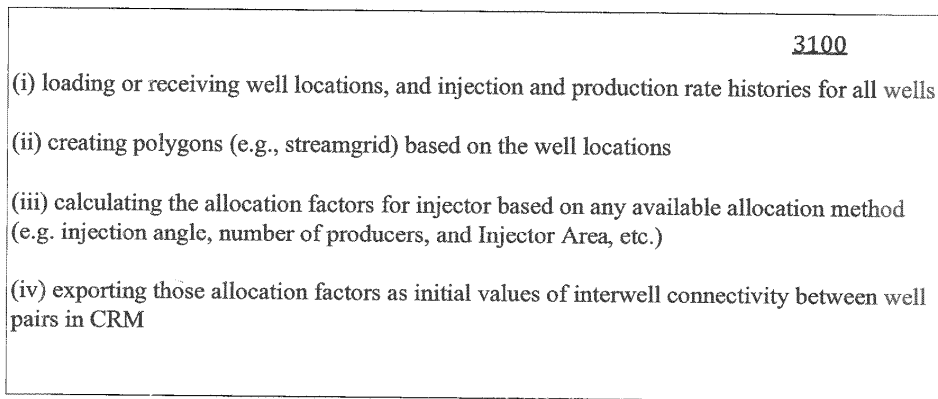 3100
(i) loading or receiving well locations, and injection and production rate histories for all wells
(ii) creating polygons (e.g., streamgrid) based on the well locations
(iii) calculating the allocation factors for injector based on any available allocation method
(e.g. injection angle, number of producers, and Injector Area, etc.)
(iv) exporting those allocation factors as initial values of interwell connectivity between well
pairs in CRM